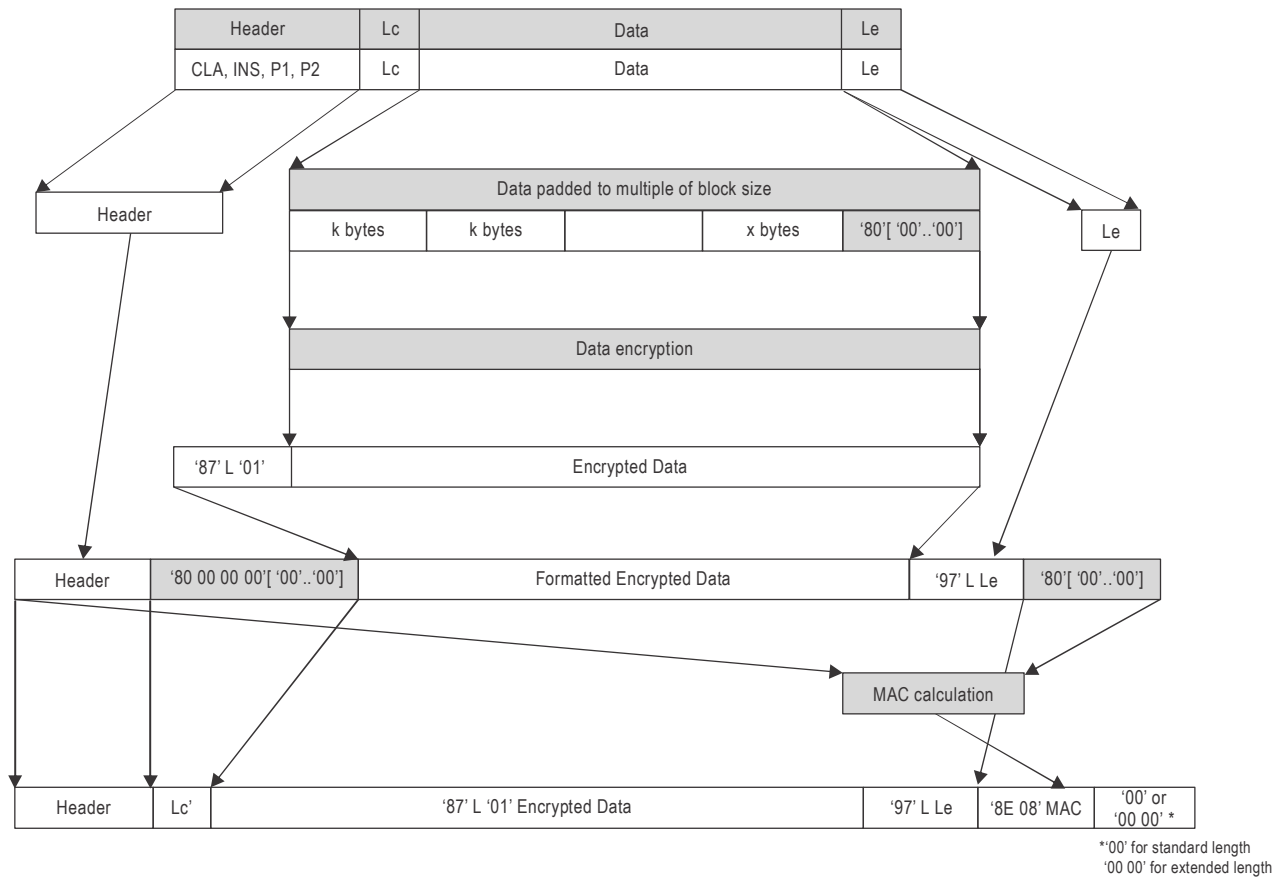 Header Lc Data Le
CLA, INS, P1, P2 Lc Data Le
Data padded to multiple of block size
Header
k bytes k bytes x bytes ‘80’[ ‘00’..‘00’]
Le
Data encryption
‘87’ L ‘01’ Encrypted Data
Header ‘80 00 00 00’[ ‘00’..‘00’] Formatted Encrypted Data ‘97’ L Le ‘80’[ ‘00’..‘00’]
MAC calculation
Header Lc’ ‘87’ L ‘01’ Encrypted Data ‘97’ L Le ‘8E 08’ MAC ‘00’ or
‘00 00’ *
*‘00’ for standard length
‘00 00’ for extended length